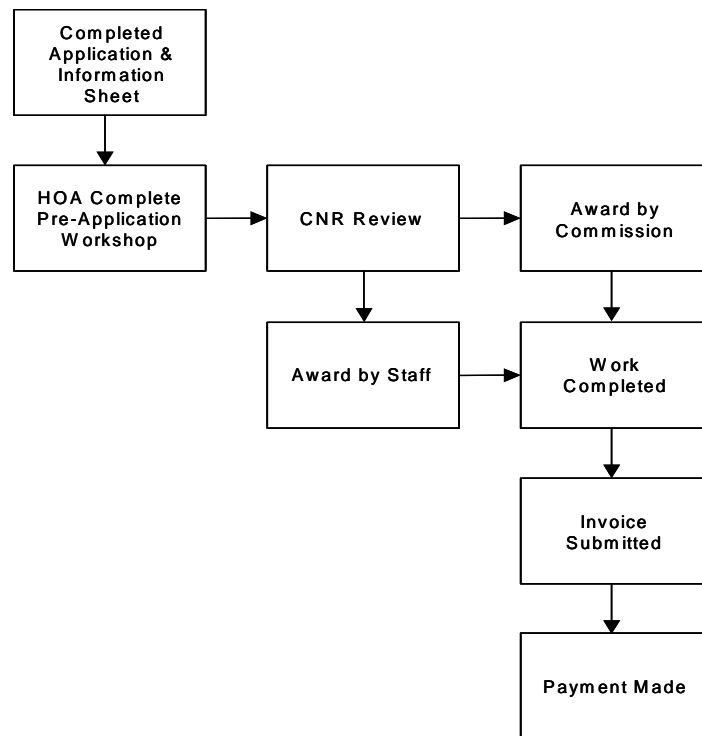 Completed
Application &
Information
Sheet
HOA Complete
Pre-Application
Workshop
CNR Review
Award by
Commission
Award by Staff
Work
Completed
Invoice
Submitted
Payment Made